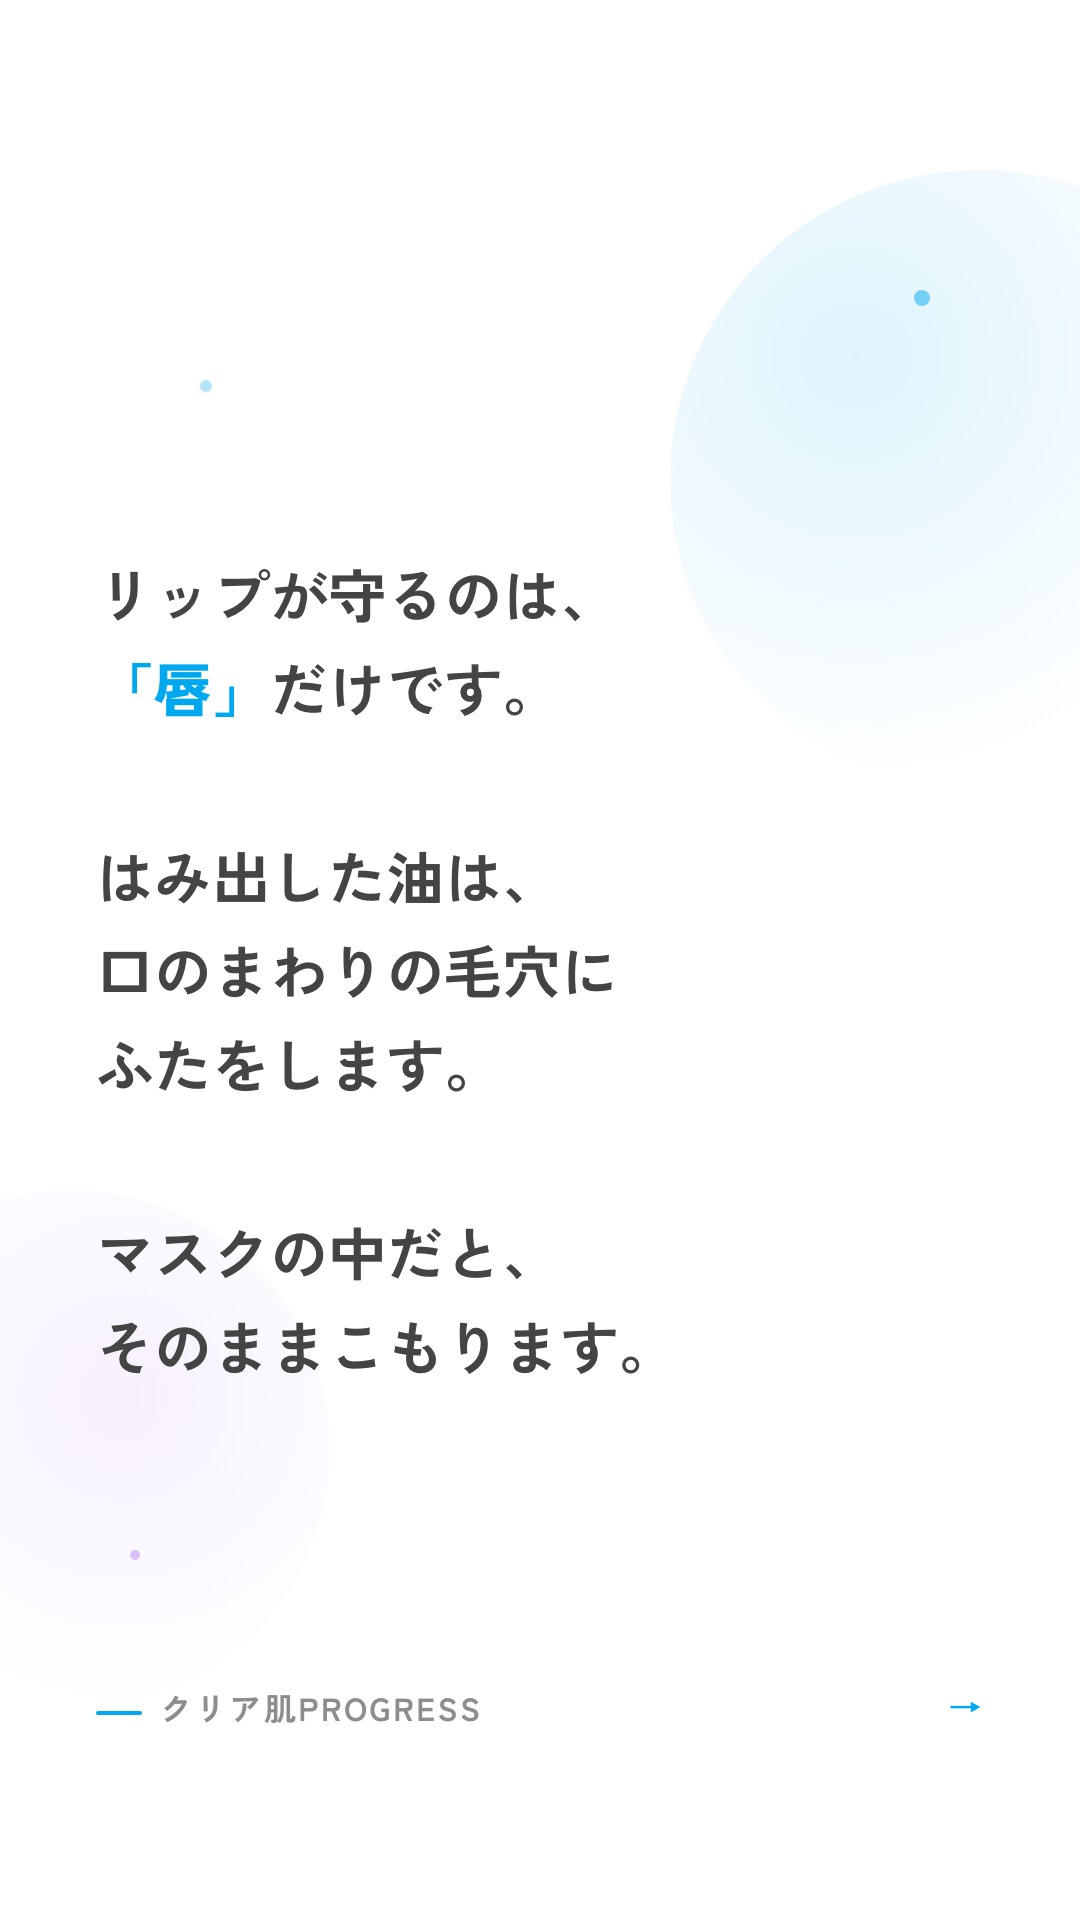 リップが守るのは、
「唇」だけです。
はみ出した油は、
口のまわりの毛穴に
ふたをします。
マスクの中だと、
そのままこもります。
クリア肌PROGRESS
→